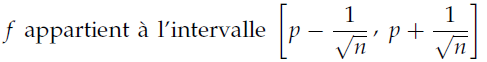 f appartient à l'intervalle [p − 1/√n, p + 1/√n]